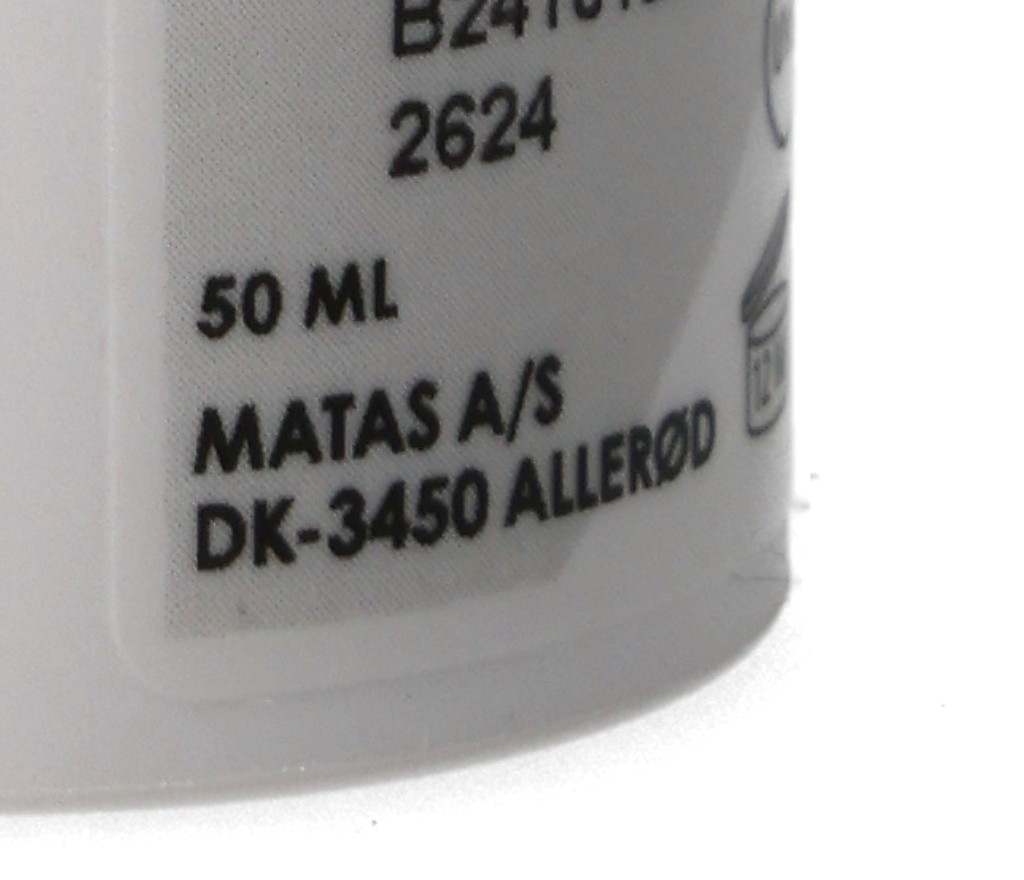 2624
50 ML
MATAS A/S
DK-3450 ALLERØD